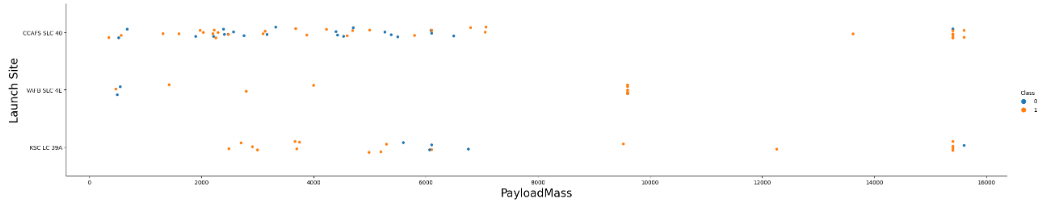 CCAFS SLC 40
VAFB SLC 4E
KSC LC 39A
Launch Site
0
2000
4000
6000
8000
10000
12000
14000
16000
PayloadMass
Class
0
1